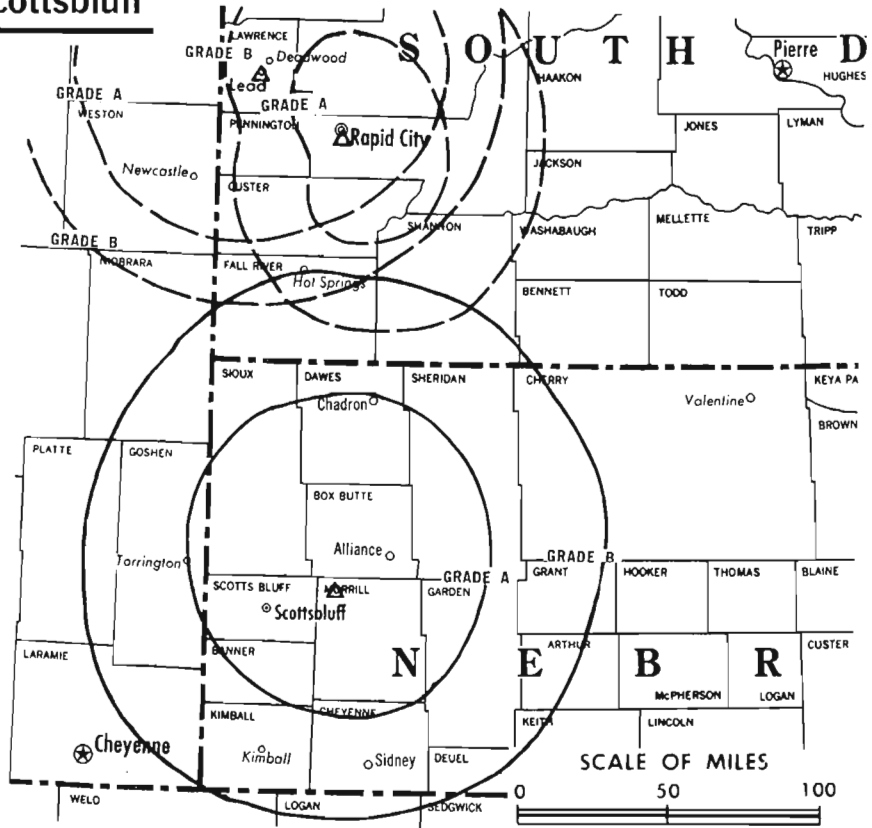 Scottsbluff
LAWRENCE
S O U T H D
GRADE B
Deadwood
Pierre
Lead
HAAKON
HUGHES
GRADE A
GRADE A
WESTON
PENNINGTON
Rapid City
JONES
LYMAN
JACKSON
Newcastle
CUSTER
SHANNON
WASHABAUGH
MELLETTE
TRIPP
GRADE B
NIOBRARA
FALL RIVER
Hot Springs
BENNETT
TODD
SIOUX
DAWES
SHERIDAN
CHERRY
KEYA PA
Chadron
Valentine
BROWN
PLATTE
GOSHEN
BOX BUTTE
Alliance
Torrington
GRADE B
GRADE A
GRANT
HOOKER
THOMAS
BLAINE
SCOTTS BLUFF
MORRILL
GARDEN
Scottsbluff
LARAMIE
BANNER
ARTHUR
CUSTER
N E B R
McPHERSON
LOGAN
KIMBALL
CHEYENNE
KEITH
LINCOLN
Cheyenne
Kimball
Sidney
DEUEL
SCALE OF MILES
0 50 100
WELD
LOGAN
SEDGWICK